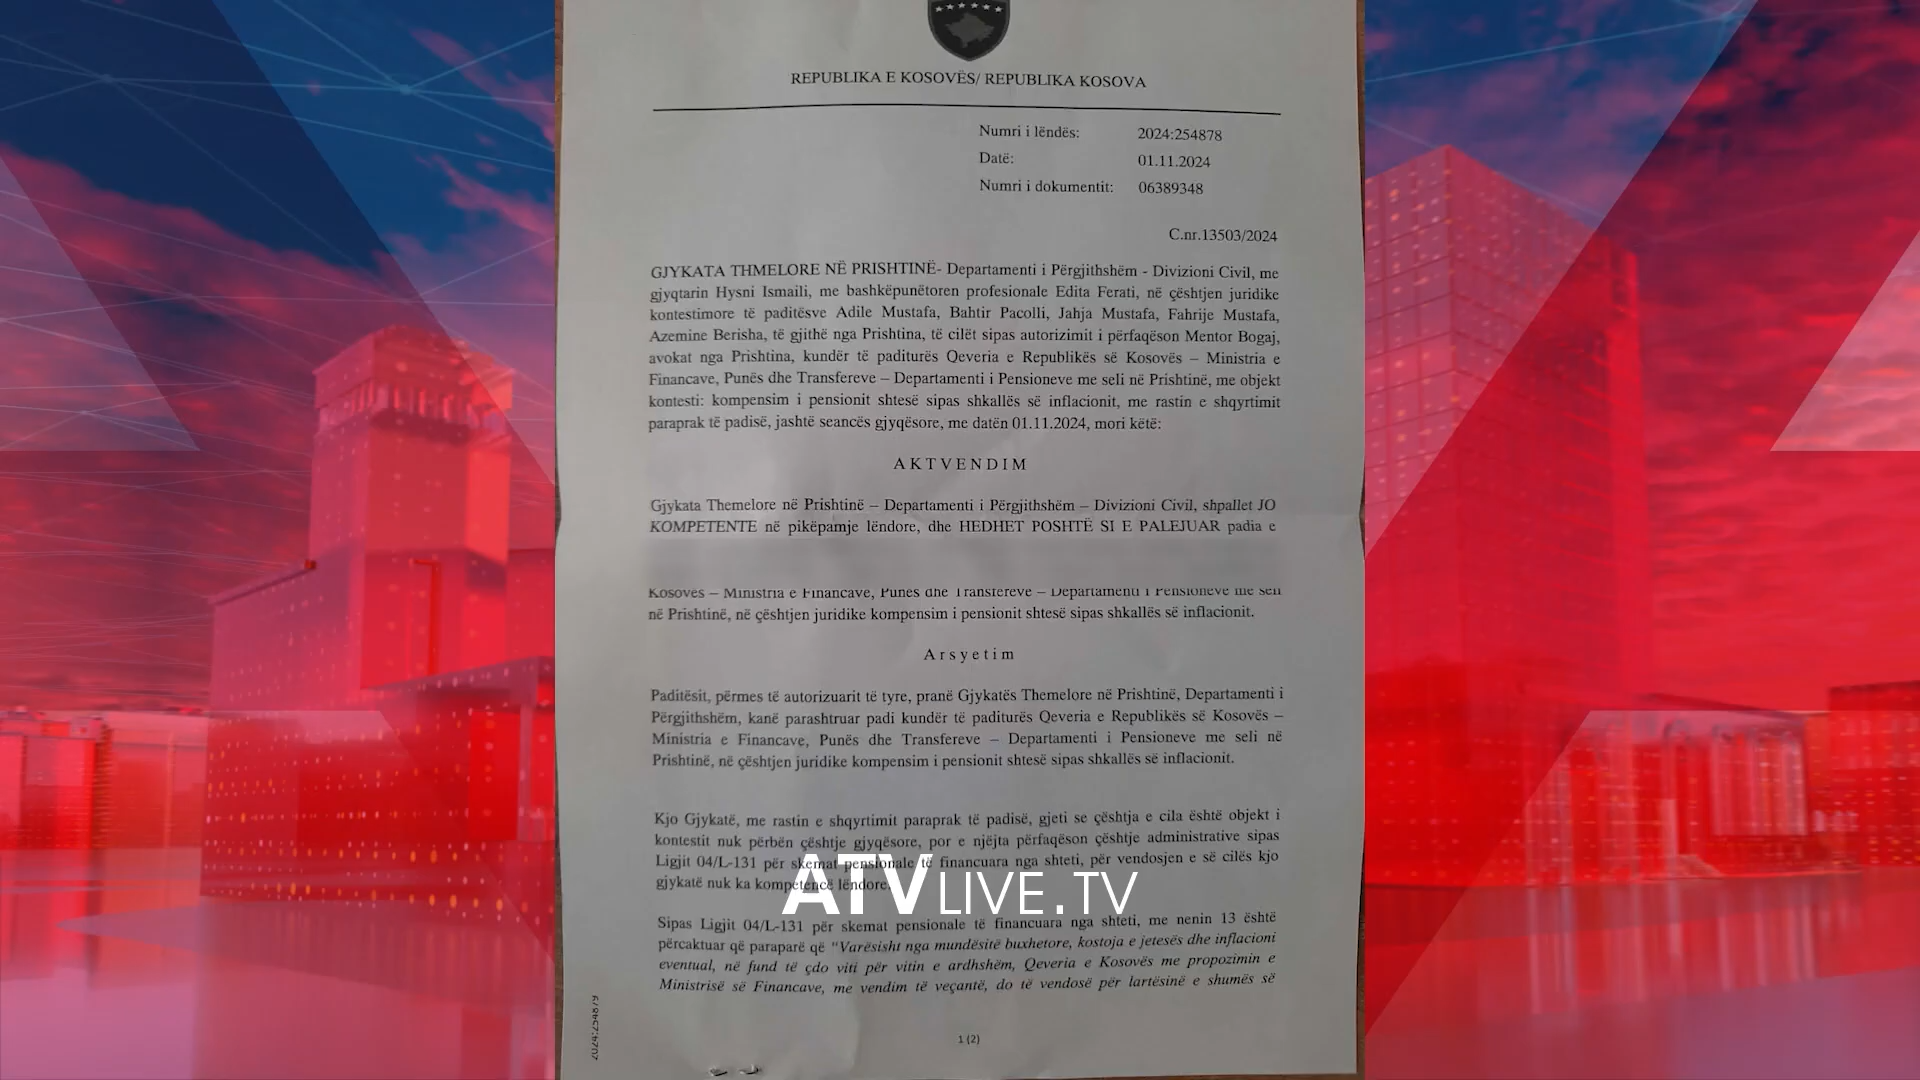 REPUBLIKA E KOSOVËS/ REPUBLIKA KOSOVA
Numri i lëndës: 2024:254878
Datë: 01.11.2024
Numri i dokumentit: 06389348
C.nr.13503/2024
GJYKATA THMELORE NË PRISHTINË- Departamenti i Përgjithshëm - Divizioni Civil, me
gjyqtarin Hysni Ismaili, me bashkëpunëtoren profesionale Edita Ferati, në çështjen juridike
kontestimore të paditësve Adile Mustafa, Bahtir Pacolli, Jahja Mustafa, Fahrije Mustafa,
Azemine Berisha, të gjithë nga Prishtina, të cilët sipas autorizimit i përfaqëson Mentor Bogaj,
avokat nga Prishtina, kundër të paditurës Qeveria e Republikës së Kosovës – Ministria e
Financave, Punës dhe Transfereve – Departamenti i Pensioneve me seli në Prishtinë, me objekt
kontesti: kompensim i pensionit shtesë sipas shkallës së inflacionit, me rastin e shqyrtimit
paraprak të padisë, jashtë seancës gjyqësore, me datën 01.11.2024, mori këtë:
AKTVENDIM
Gjykata Themelore në Prishtinë – Departamenti i Përgjithshëm – Divizioni Civil, shpallet JO
KOMPETENTE në pikëpamje lëndore, dhe HEDHET POSHTË SI E PALEJUAR padia e
Kosovës – Ministria e Financave, Punës dhe Transfereve – Departamenti i Pensioneve me seli
në Prishtinë, në çështjen juridike kompensim i pensionit shtesë sipas shkallës së inflacionit.
Arsyetim
Paditësit, përmes të autorizuarit të tyre, pranë Gjykatës Themelore në Prishtinë, Departamenti i
Përgjithshëm, kanë parashtruar padi kundër të paditurës Qeveria e Republikës së Kosovës –
Ministria e Financave, Punës dhe Transfereve – Departamenti i Pensioneve me seli në
Prishtinë, në çështjen juridike kompensim i pensionit shtesë sipas shkallës së inflacionit.
Kjo Gjykatë, me rastin e shqyrtimit paraprak të padisë, gjeti se çështja e cila është objekt i
kontestit nuk përbën çështje gjyqësore, por e njëjta përfaqëson çështje administrative sipas
Ligjit 04/L-131 për skemat pensionale të financuara nga shteti, për vendosjen e së cilës kjo
gjykatë nuk ka kompetencë lëndore.
ATVLIVE.TV
Sipas Ligjit 04/L-131 për skemat pensionale të financuara nga shteti, me nenin 13 është
përcaktuar që paraparë që "Varësisht nga mundësitë buxhetore, kostoja e jetesës dhe inflacioni
eventual, në fund të çdo viti për vitin e ardhshëm, Qeveria e Kosovës me propozimin e
Ministrisë së Financave, me vendim të veçantë, do të vendosë për lartësinë e shumës së
2024:254879
1 (2)